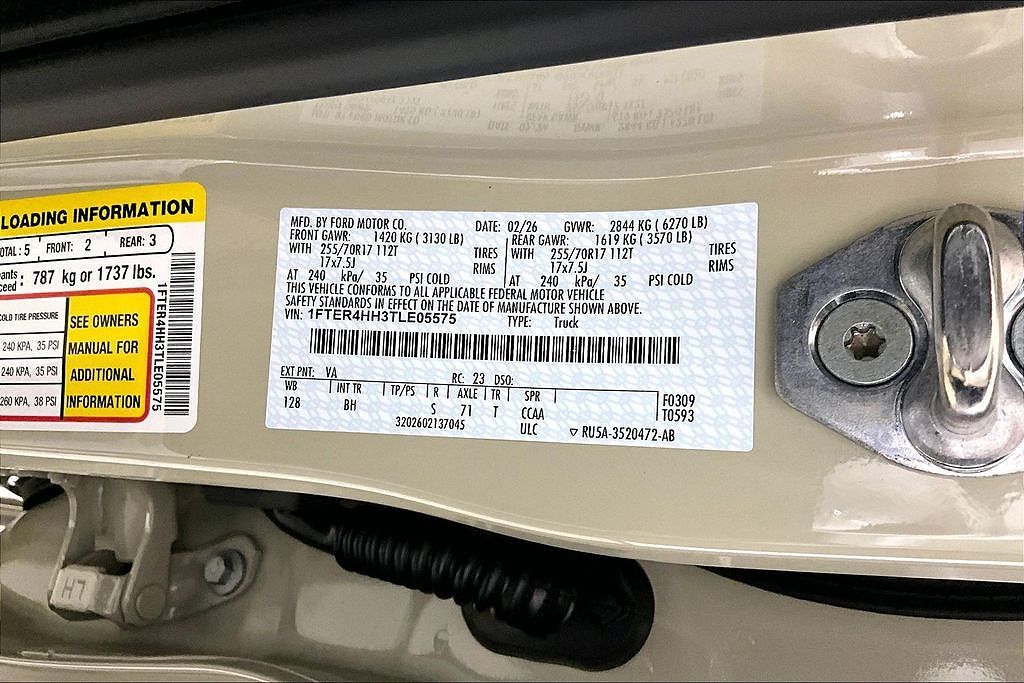 LOADING INFORMATION
OTAL: 5 FRONT: 2 REAR: 3
pants
ceed: 787 kg or 1737 lbs.
COLD TIRE PRESSURE
240 KPA, 35 PSI
240 KPA, 35 PSI
260 KPA, 38 PSI
SEE OWNERS
MANUAL FOR
ADDITIONAL
INFORMATION
1FTER4HH3TLE05575
MFD. BY FORD MOTOR CO. DATE: 02/26 GVWR: 2844 KG ( 6270 LB)
FRONT GAWR: 1420 KG ( 3130 LB) REAR GAWR: 1619 KG ( 3570 LB)
WITH 255/70R17 112T TIRES WITH 255/70R17 112T TIRES
17x7.5J RIMS 17x7.5J RIMS
AT 240 kPa/ 35 PSI COLD AT 240 kPa/ 35 PSI COLD
THIS VEHICLE CONFORMS TO ALL APPLICABLE FEDERAL MOTOR VEHICLE
SAFETY STANDARDS IN EFFECT ON THE DATE OF MANUFACTURE SHOWN ABOVE.
VIN: 1FTER4HH3TLE05575 TYPE: Truck
EXT PNT: VA RC: 23 DSO:
WB INT TR TP/PS R AXLE TR SPR F0309
128 BH S 71 T CCAA T0593
3202602137045 ULC ▽ RU5A-3520472-AB
LH